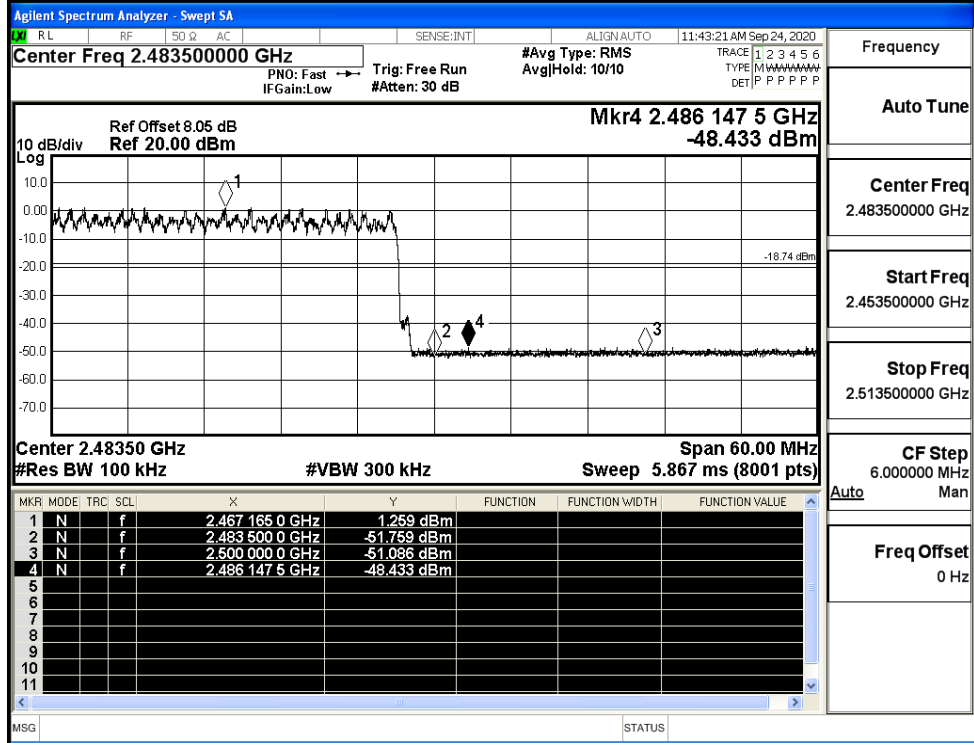 Agilent Spectrum Analyzer - Swept SA
LXI RL RF 50 Ω AC SENSE:INT ALIGN AUTO 11:43:21 AM Sep 24, 2020
Center Freq 2.483500000 GHz
PNO: Fast
IFGain:Low
Trig: Free Run
#Atten: 30 dB
#Avg Type: RMS
Avg|Hold: 10/10
TRACE 1 2 3 4 5 6
TYPE M W W W W W
DET P P P P P P
Mkr4 2.486 147 5 GHz
-48.433 dBm
Ref Offset 8.05 dB
10 dB/div Ref 20.00 dBm
Log
10.0
0.00
-10.0
-20.0
-30.0
-40.0
-50.0
-60.0
-70.0
1
-18.74 dBm
2
4
3
Center 2.48350 GHz Span 60.00 MHz
#Res BW 100 kHz #VBW 300 kHz Sweep 5.867 ms (8001 pts)
MKR MODE TRC SCL X Y FUNCTION FUNCTION WIDTH FUNCTION VALUE
1 N f 2.467 165 0 GHz 1.259 dBm
2 N f 2.483 500 0 GHz -51.759 dBm
3 N f 2.500 000 0 GHz -51.086 dBm
4 N f 2.486 147 5 GHz -48.433 dBm
5
6
7
8
9
10
11
MSG STATUS
Frequency
Auto Tune
Center Freq
2.483500000 GHz
Start Freq
2.453500000 GHz
Stop Freq
2.513500000 GHz
CF Step
6.000000 MHz
Auto Man
Freq Offset
0 Hz